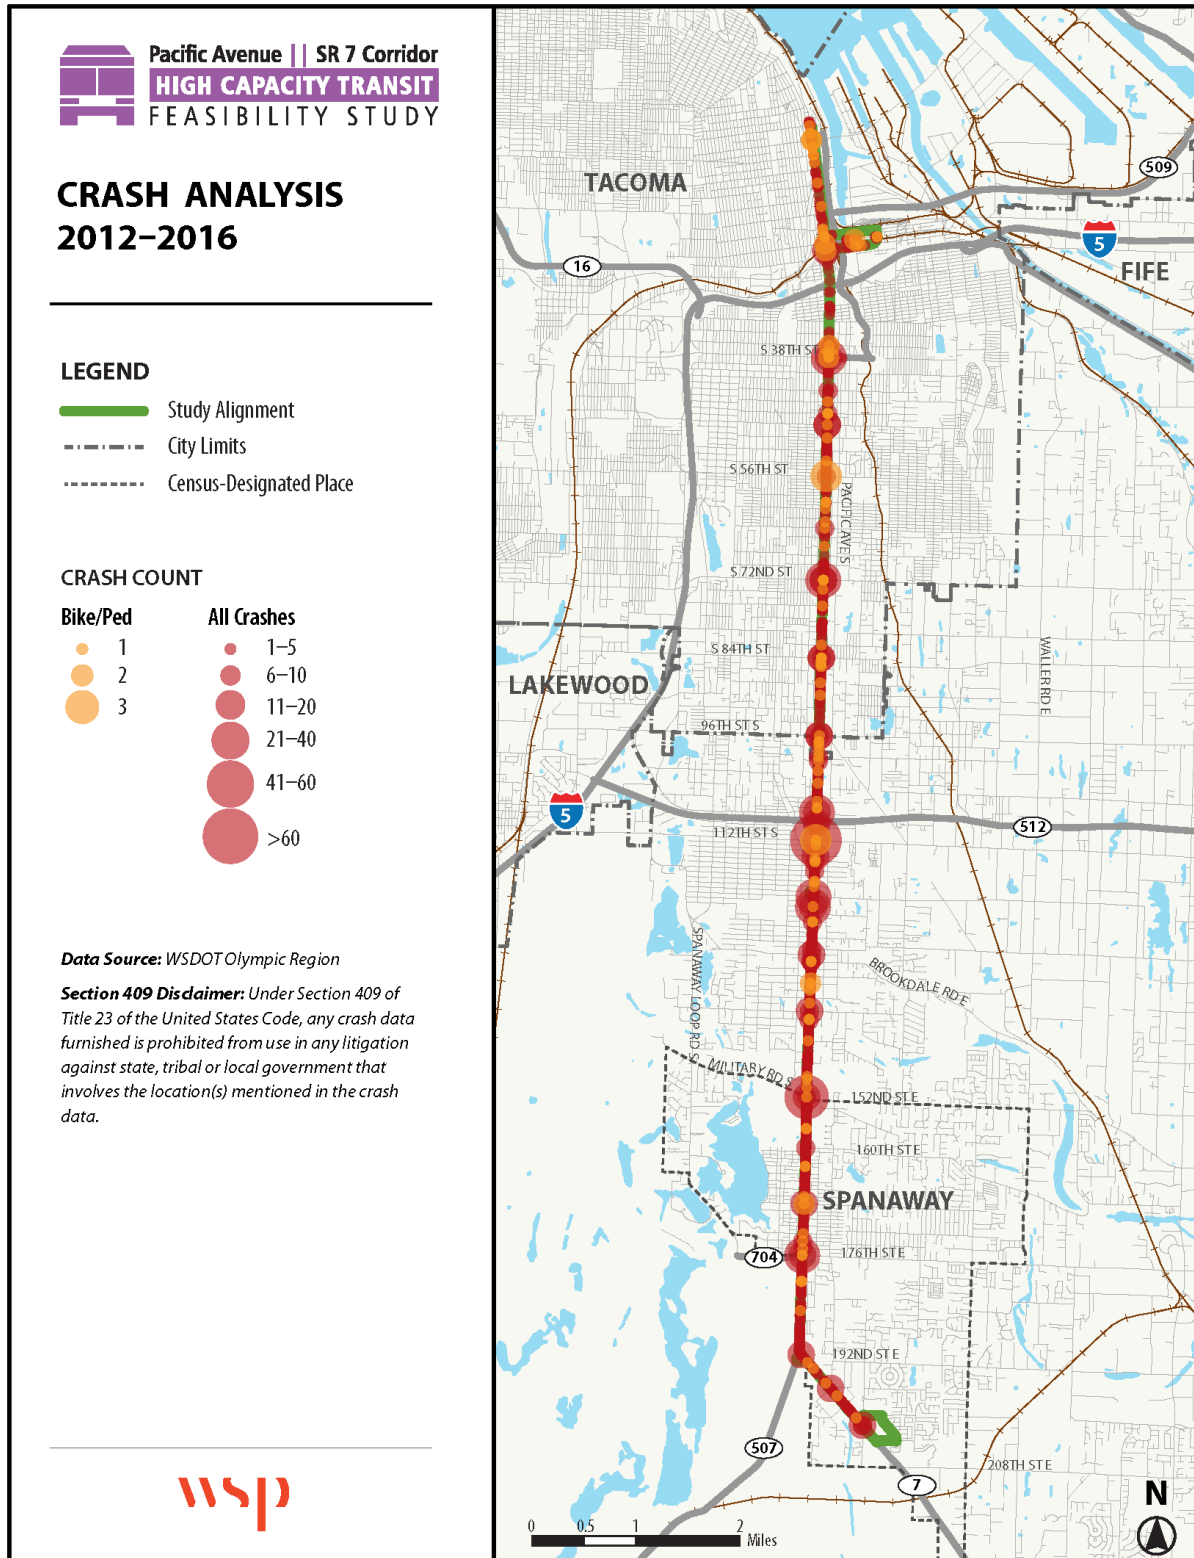 Pacific Avenue || SR 7 Corridor
HIGH CAPACITY TRANSIT
FEASIBILITY STUDY
CRASH ANALYSIS
2012–2016
LEGEND
Study Alignment
City Limits
Census-Designated Place
CRASH COUNT
Bike/Ped
1
2
3
All Crashes
1–5
6–10
11–20
21–40
41–60
>60
Data Source: WSDOT Olympic Region
Section 409 Disclaimer: Under Section 409 of
Title 23 of the United States Code, any crash data
furnished is prohibited from use in any litigation
against state, tribal or local government that
involves the location(s) mentioned in the crash
data.
wsp
TACOMA
509
5
FIFE
16
S 38TH ST
S 56TH ST
PACIFIC AVE S
S 72ND ST
S 84TH ST
WALLER RD E
LAKEWOOD
96TH ST S
5
112TH ST S
512
SPANAWAY LOOP RD S
BROOKDALE RD E
MILITARY RD S
152ND ST E
160TH ST E
SPANAWAY
704
176TH ST E
192ND ST E
507
208TH ST E
7
N
0 0.5 1 2
Miles